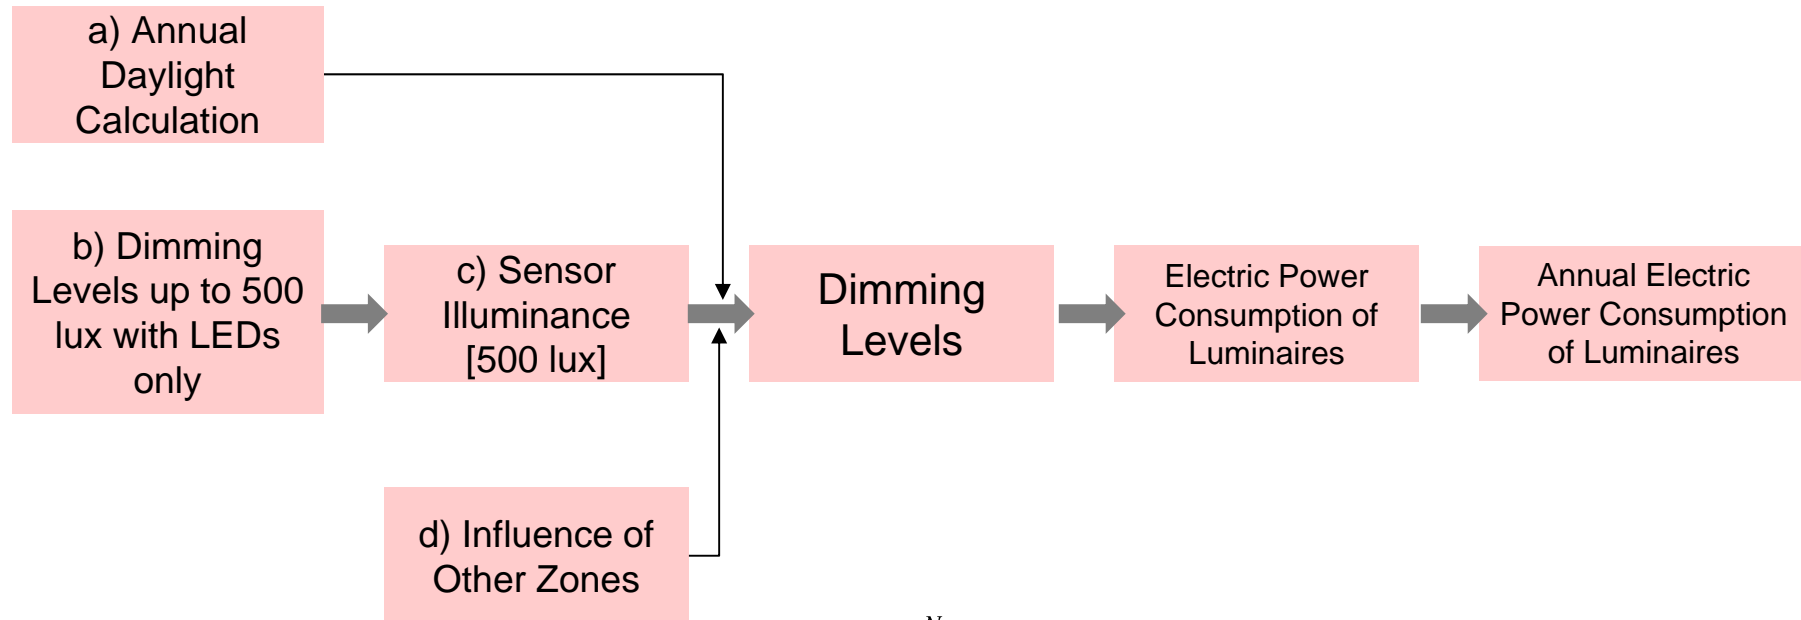 a) Annual
Daylight
Calculation
b) Dimming
Levels up to 500
lux with LEDs
only
c) Sensor
Illuminance
[500 lux]
Dimming
Levels
Electric Power
Consumption of
Luminaires
Annual Electric
Power Consumption
of Luminaires
d) Influence of
Other Zones
N